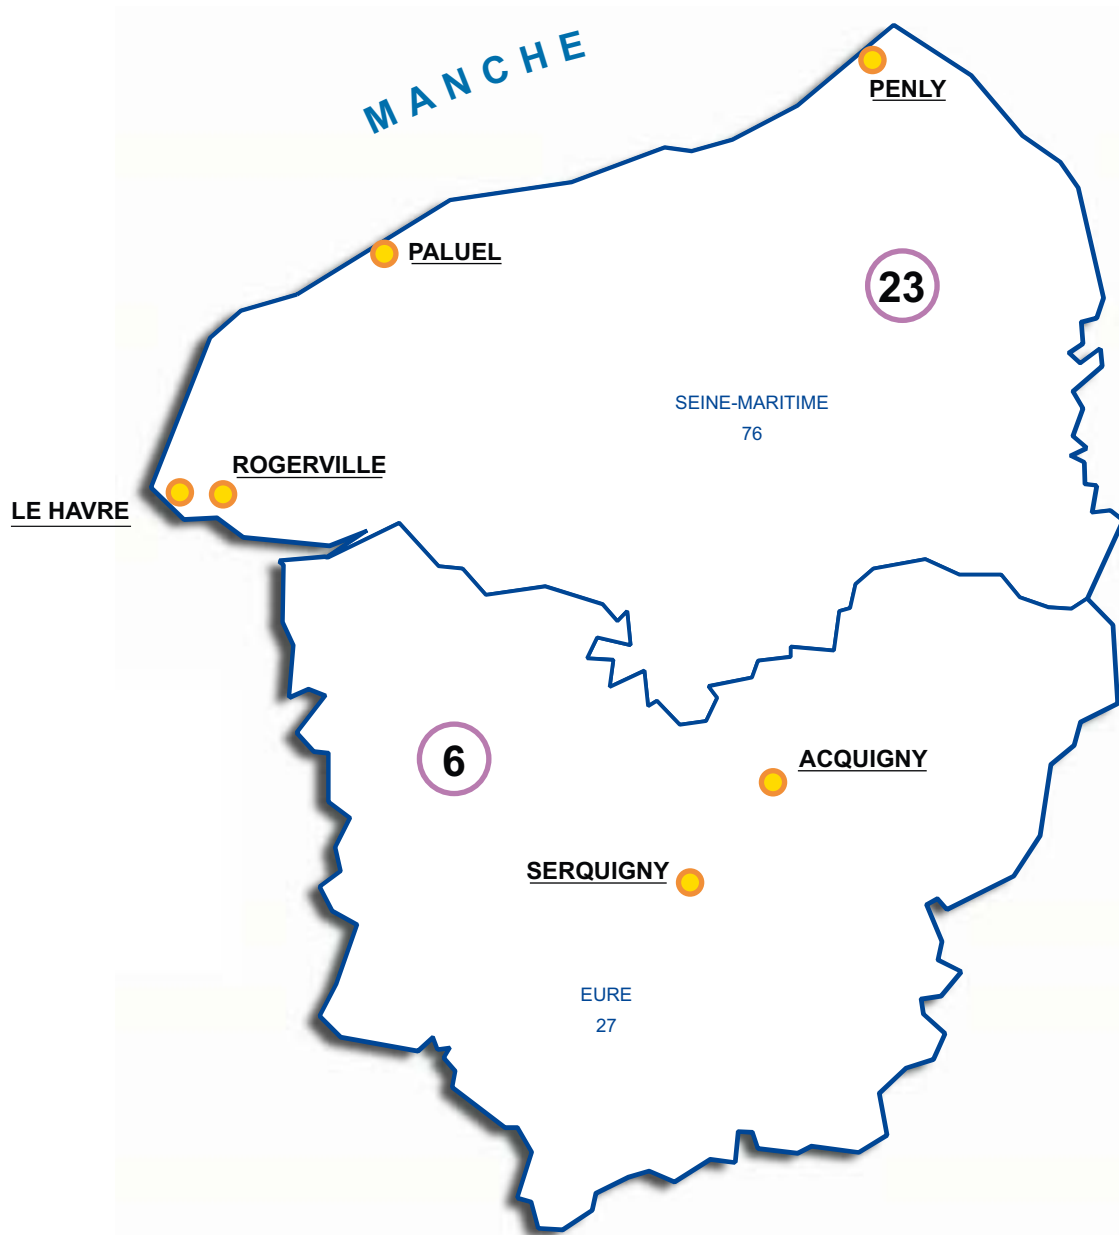 MANCHE
PENLY
PALUEL
23
SEINE-MARITIME
76
ROGERVILLE
LE HAVRE
6
ACQUIGNY
SERQUIGNY
EURE
27